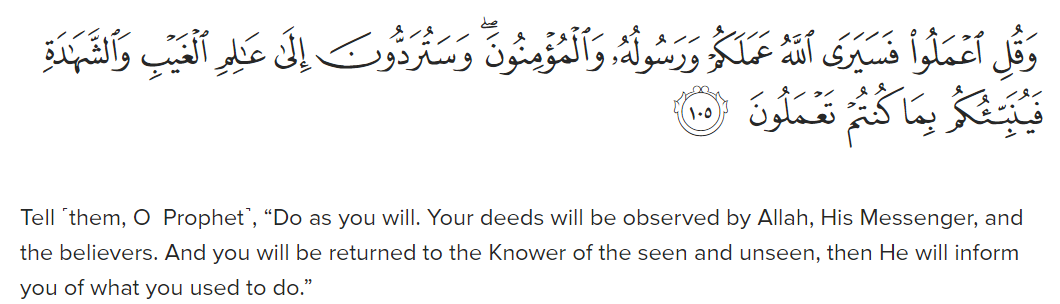 وَقُلِ ٱعْمَلُوا۟ فَسَيَرَى ٱللَّهُ عَمَلَكُمْ وَرَسُولُهُۥ وَٱلْمُؤْمِنُونَ ۖ وَسَتُرَدُّونَ إِلَىٰ عَـٰلِمِ ٱلْغَيْبِ وَٱلشَّهَـٰدَةِ
فَيُنَبِّئُكُم بِمَا كُنتُمْ تَعْمَلُونَ ١٠٥
Tell ˹them, O Prophet˺, “Do as you will. Your deeds will be observed by Allah, His Messenger, and
the believers. And you will be returned to the Knower of the seen and unseen, then He will inform
you of what you used to do.”